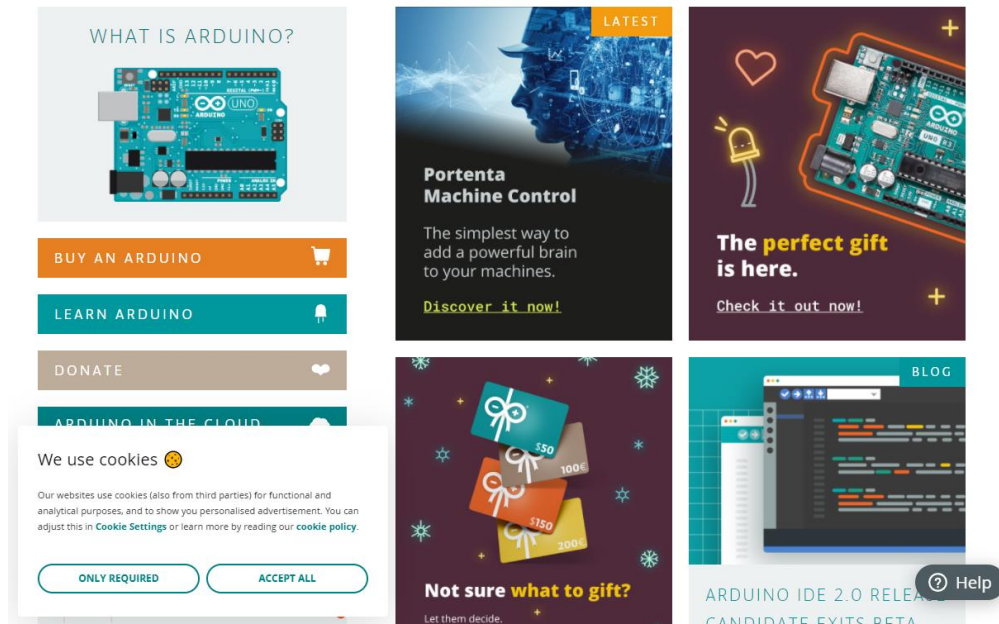 WHAT IS ARDUINO?
ARDUINO
UNO
BUY AN ARDUINO
LEARN ARDUINO
DONATE
ARDUINO IN THE CLOUD
We use cookies
Our websites use cookies (also from third parties) for functional and
analytical purposes, and to show you personalised advertisement. You can
adjust this in Cookie Settings or learn more by reading our cookie policy.
ONLY REQUIRED
ACCEPT ALL
LATEST
Portenta
Machine Control
The simplest way to
add a powerful brain
to your machines.
Discover it now!
ARDUINO
UNO R3
The perfect gift
is here.
Check it out now!
$50
100€
$150
200€
Not sure what to gift?
Let them decide.
BLOG
ARDUINO IDE 2.0 RELEASE
CANDIDATE EXITS BETA
Help